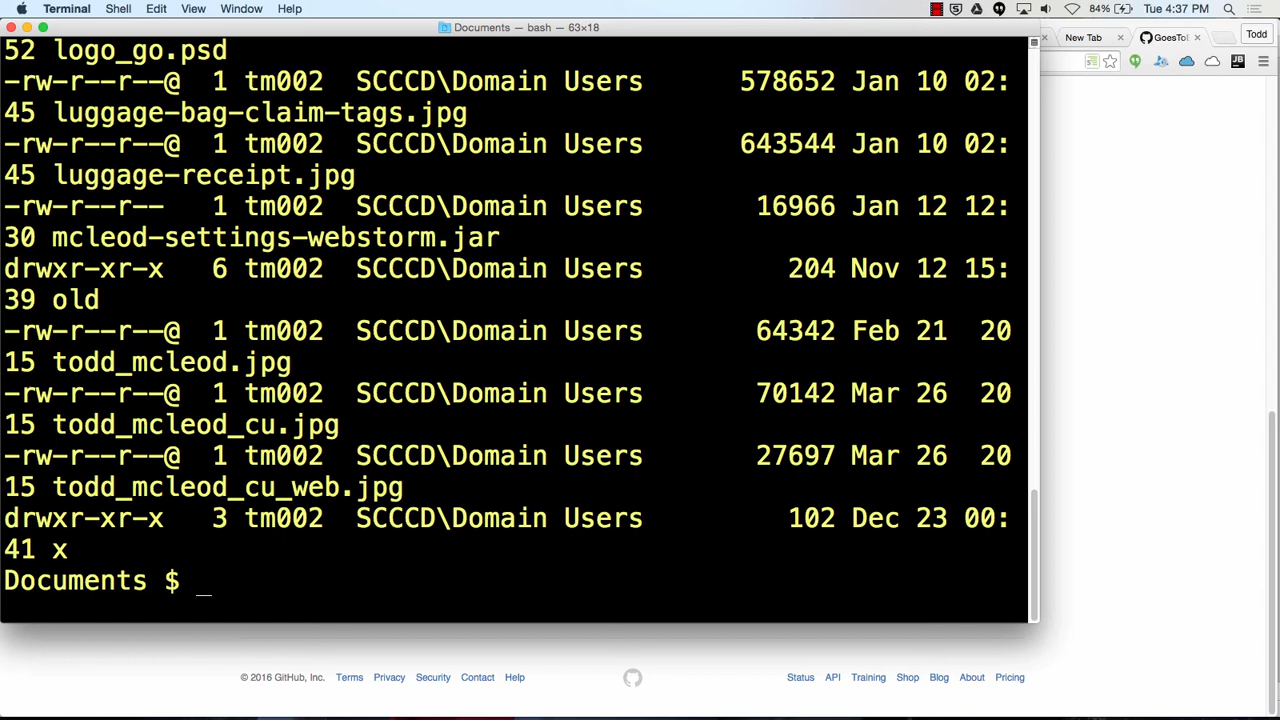 Terminal Shell Edit View Window Help 84% Tue 4:37 PM
Documents — bash — 63×18
New Tab GoesTol Todd
52 logo_go.psd
-rw-r--r--@ 1 tm002 SCCCD\Domain Users 578652 Jan 10 02:
45 luggage-bag-claim-tags.jpg
-rw-r--r--@ 1 tm002 SCCCD\Domain Users 643544 Jan 10 02:
45 luggage-receipt.jpg
-rw-r--r-- 1 tm002 SCCCD\Domain Users 16966 Jan 12 12:
30 mcleod-settings-webstorm.jar
drwxr-xr-x 6 tm002 SCCCD\Domain Users 204 Nov 12 15:
39 old
-rw-r--r--@ 1 tm002 SCCCD\Domain Users 64342 Feb 21 20
15 todd_mcleod.jpg
-rw-r--r--@ 1 tm002 SCCCD\Domain Users 70142 Mar 26 20
15 todd_mcleod_cu.jpg
-rw-r--r--@ 1 tm002 SCCCD\Domain Users 27697 Mar 26 20
15 todd_mcleod_cu_web.jpg
drwxr-xr-x 3 tm002 SCCCD\Domain Users 102 Dec 23 00:
41 x
Documents $ _
© 2016 GitHub, Inc. Terms Privacy Security Contact Help Status API Training Shop Blog About Pricing